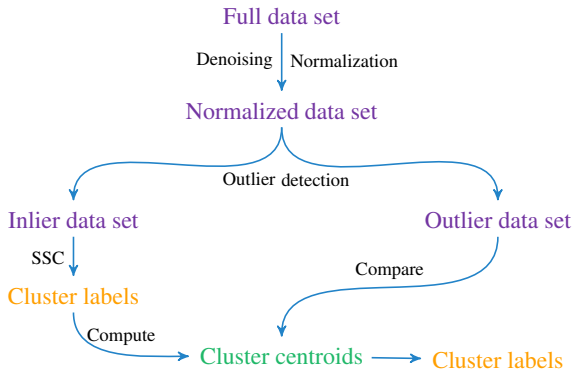 Full data set
Denoising Normalization
Normalized data set
Outlier detection
Inlier data set Outlier data set
SSC
Compare
Cluster labels
Compute
Cluster centroids Cluster labels